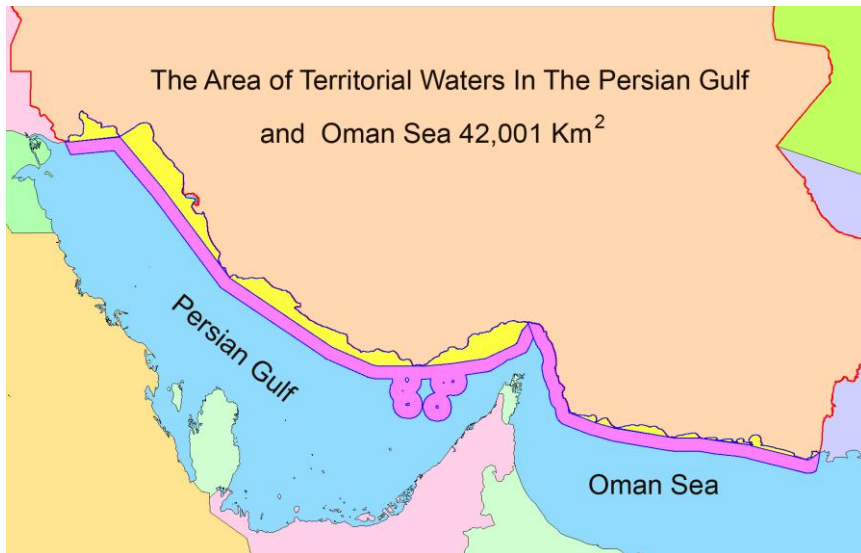 The Area of Territorial Waters In The Persian Gulf
and Oman Sea 42,001 Km²
Persian Gulf
Oman Sea